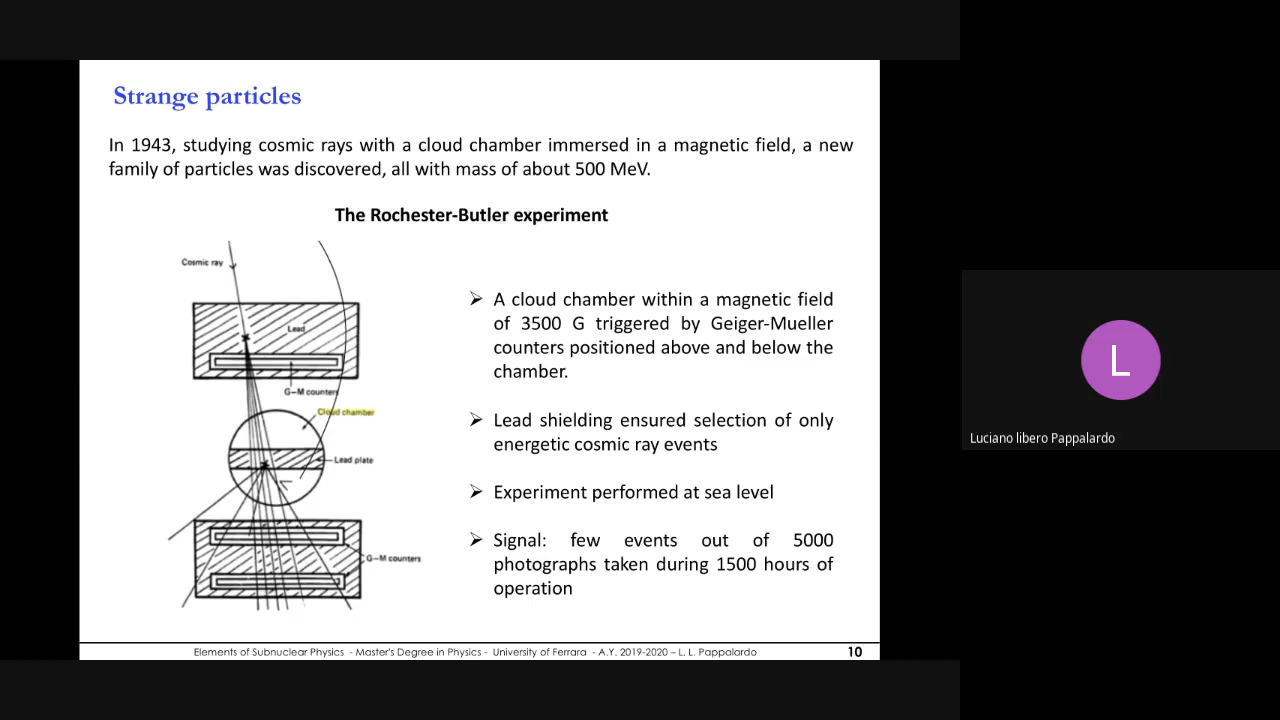 Strange particles
In 1943, studying cosmic rays with a cloud chamber immersed in a magnetic field, a new
family of particles was discovered, all with mass of about 500 MeV.
The Rochester-Butler experiment
Cosmic ray
Lead
G-M counters
Cloud chamber
Lead plate
G-M counters
➢ A cloud chamber within a magnetic field
of 3500 G triggered by Geiger-Mueller
counters positioned above and below the
chamber.
➢ Lead shielding ensured selection of only
energetic cosmic ray events
➢ Experiment performed at sea level
➢ Signal: few events out of 5000
photographs taken during 1500 hours of
operation
Elements of Subnuclear Physics - Master's Degree in Physics - University of Ferrara - A.Y. 2019-2020 – L. L. Pappalardo
10
L
Luciano libero Pappalardo